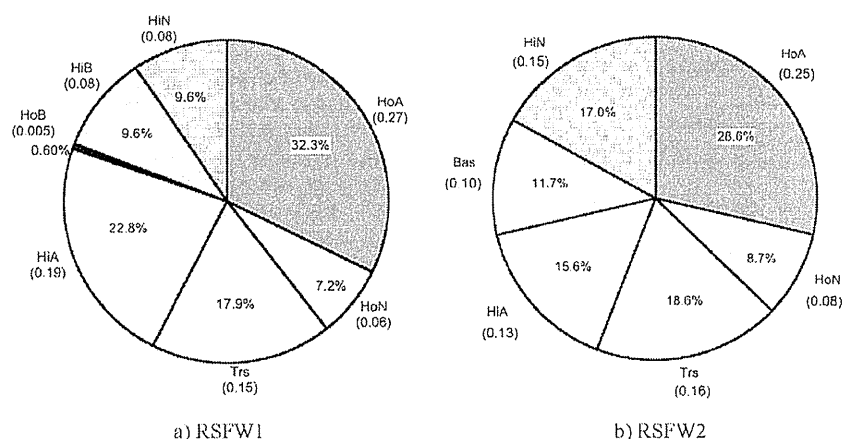 HiN
(0.08)
HiB
(0.08)
HoB
(0.005)
0.60%
9.6%
9.6%
HoA
(0.27)
32.3%
22.8%
HiA
(0.19)
17.9%
7.2%
HoN
(0.06)
Trs
(0.15)
a) RSFW1
HiN
(0.15)
17.0%
HoA
(0.25)
28.6%
Bas
(0.10)
11.7%
15.6%
HiA
(0.13)
18.6%
8.7%
HoN
(0.08)
Trs
(0.16)
b) RSFW2